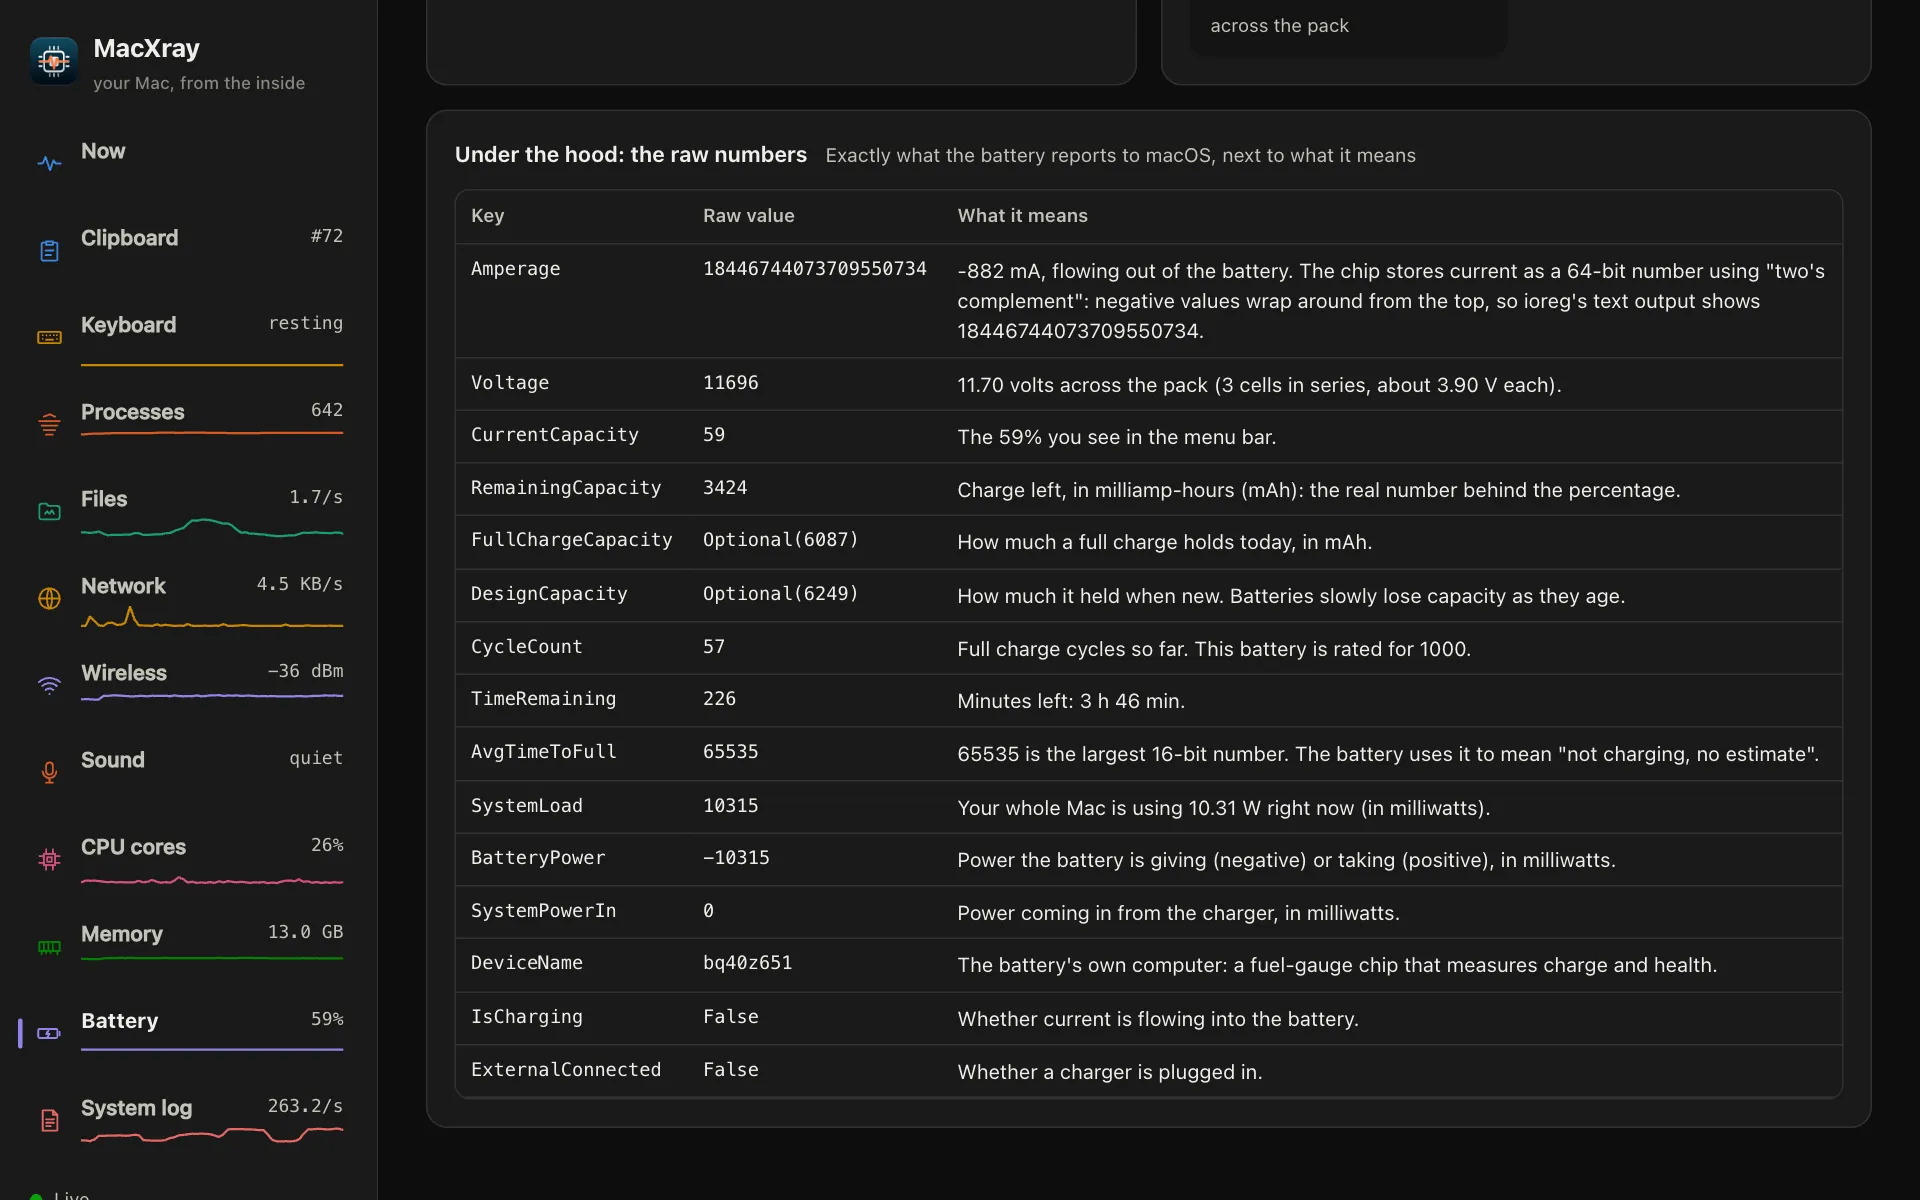 MacXray
your Mac, from the inside
Now
Clipboard #72
Keyboard resting
Processes 642
Files 1.7/s
Network 4.5 KB/s
Wireless −36 dBm
Sound quiet
CPU cores 26%
Memory 13.0 GB
Battery 59%
System log 263.2/s
Live
across the pack
Under the hood: the raw numbers Exactly what the battery reports to macOS, next to what it means
Key Raw value What it means
Amperage 18446744073709550734 -882 mA, flowing out of the battery. The chip stores current as a 64-bit number using "two's
complement": negative values wrap around from the top, so ioreg's text output shows
18446744073709550734.
Voltage 11696 11.70 volts across the pack (3 cells in series, about 3.90 V each).
CurrentCapacity 59 The 59% you see in the menu bar.
RemainingCapacity 3424 Charge left, in milliamp-hours (mAh): the real number behind the percentage.
FullChargeCapacity Optional(6087) How much a full charge holds today, in mAh.
DesignCapacity Optional(6249) How much it held when new. Batteries slowly lose capacity as they age.
CycleCount 57 Full charge cycles so far. This battery is rated for 1000.
TimeRemaining 226 Minutes left: 3 h 46 min.
AvgTimeToFull 65535 65535 is the largest 16-bit number. The battery uses it to mean "not charging, no estimate".
SystemLoad 10315 Your whole Mac is using 10.31 W right now (in milliwatts).
BatteryPower −10315 Power the battery is giving (negative) or taking (positive), in milliwatts.
SystemPowerIn 0 Power coming in from the charger, in milliwatts.
DeviceName bq40z651 The battery's own computer: a fuel-gauge chip that measures charge and health.
IsCharging False Whether current is flowing into the battery.
ExternalConnected False Whether a charger is plugged in.